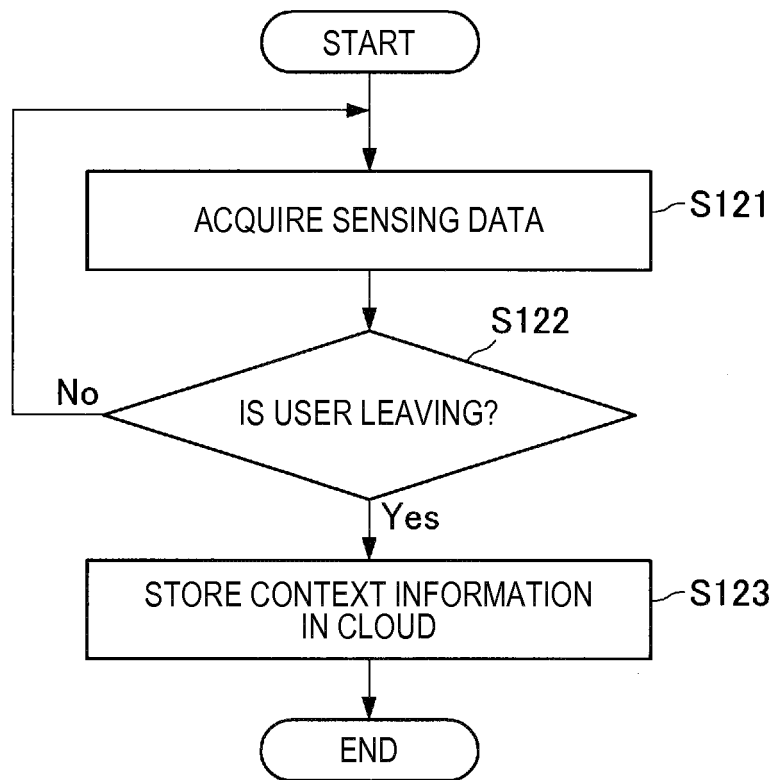 START
ACQUIRE SENSING DATA
S121
S122
No
IS USER LEAVING?
Yes
STORE CONTEXT INFORMATION
IN CLOUD
S123
END